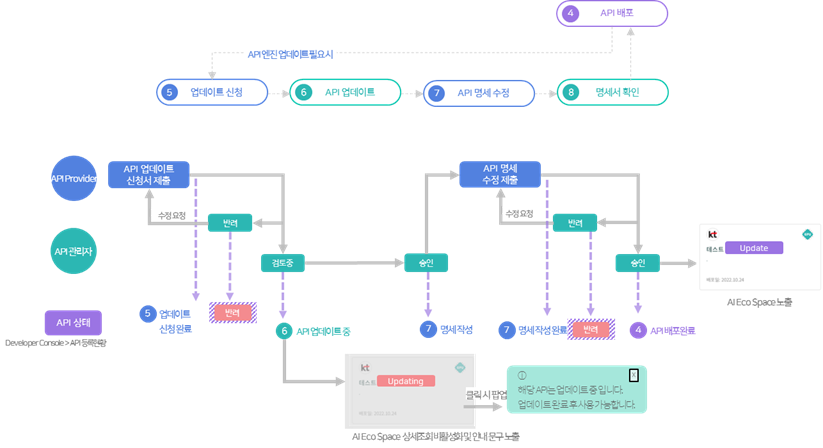 4 API 배포
API 엔진 업데이트 필요 시
5 업데이트 신청
6 API 업데이트
7 API 명세 수정
8 명세서 확인
API Provider
API 업데이트
신청서 제출
API 명세
수정 제출
수정 요청
반려
수정 요청
반려
API 관리자
검토중
승인
승인
kt
테스트 Update
배포일 : 2022.10.24
AI Eco Space 노출
API 상태
Developer Console > API 등록현황
5 업데이트
신청 완료
반려
6 API 업데이트 중
7 명세 작성
7 명세 작성 완료
반려
4 API 배포 완료
kt
테스트 Updating
배포일 : 2022.10.24
클릭 시 팝업
X
해당 API는 업데이트 중 입니다.
업데이트 완료 후 사용 가능합니다.
AI Eco Space 상세조회 비활성화 및 안내 문구 노출